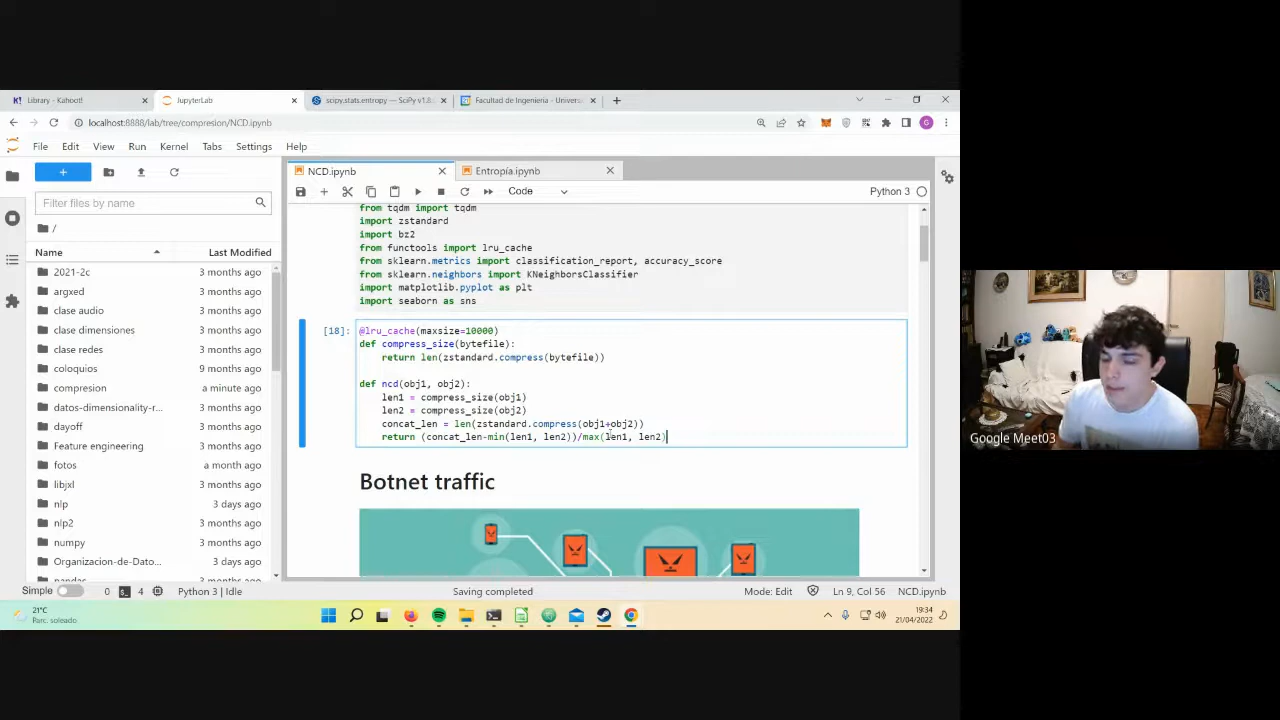 Library - Kahoot!
JupyterLab
scipy.stats.entropy — SciPy v1.8.
Facultad de Ingeniería - Univers
localhost:8888/lab/tree/compresion/NCD.ipynb
G
File Edit View Run Kernel Tabs Settings Help
NCD.ipynb
Entropía.ipynb
Code
Python 3
Filter files by name
/
Name Last Modified
2021-2c 3 months ago
argxed 3 months ago
clase audio 3 months ago
clase dimensiones 3 months ago
clase redes 3 months ago
coloquios 9 months ago
compresion a minute ago
datos-dimensionality-r... 3 months ago
dayoff 3 months ago
Feature engineering 3 months ago
fotos a month ago
libjxl 3 months ago
nlp 3 days ago
nlp2 3 months ago
numpy 3 months ago
Organizacion-de-Dato... 3 months ago
pandas 3 months ago
from tqdm import tqdm
import zstandard
import bz2
from functools import lru_cache
from sklearn.metrics import classification_report, accuracy_score
from sklearn.neighbors import KNeighborsClassifier
import matplotlib.pyplot as plt
import seaborn as sns
[18]:
@lru_cache(maxsize=10000)
def compress_size(bytefile):
return len(zstandard.compress(bytefile))
def ncd(obj1, obj2):
len1 = compress_size(obj1)
len2 = compress_size(obj2)
concat_len = len(zstandard.compress(obj1+obj2))
return (concat_len-min(len1, len2))/max(len1, len2)
Botnet traffic
Simple 0 4 Python 3 | Idle Saving completed Mode: Edit Ln 9, Col 56 NCD.ipynb
21°C
Parc. soleado
19:34
21/04/2022
Google Meet03